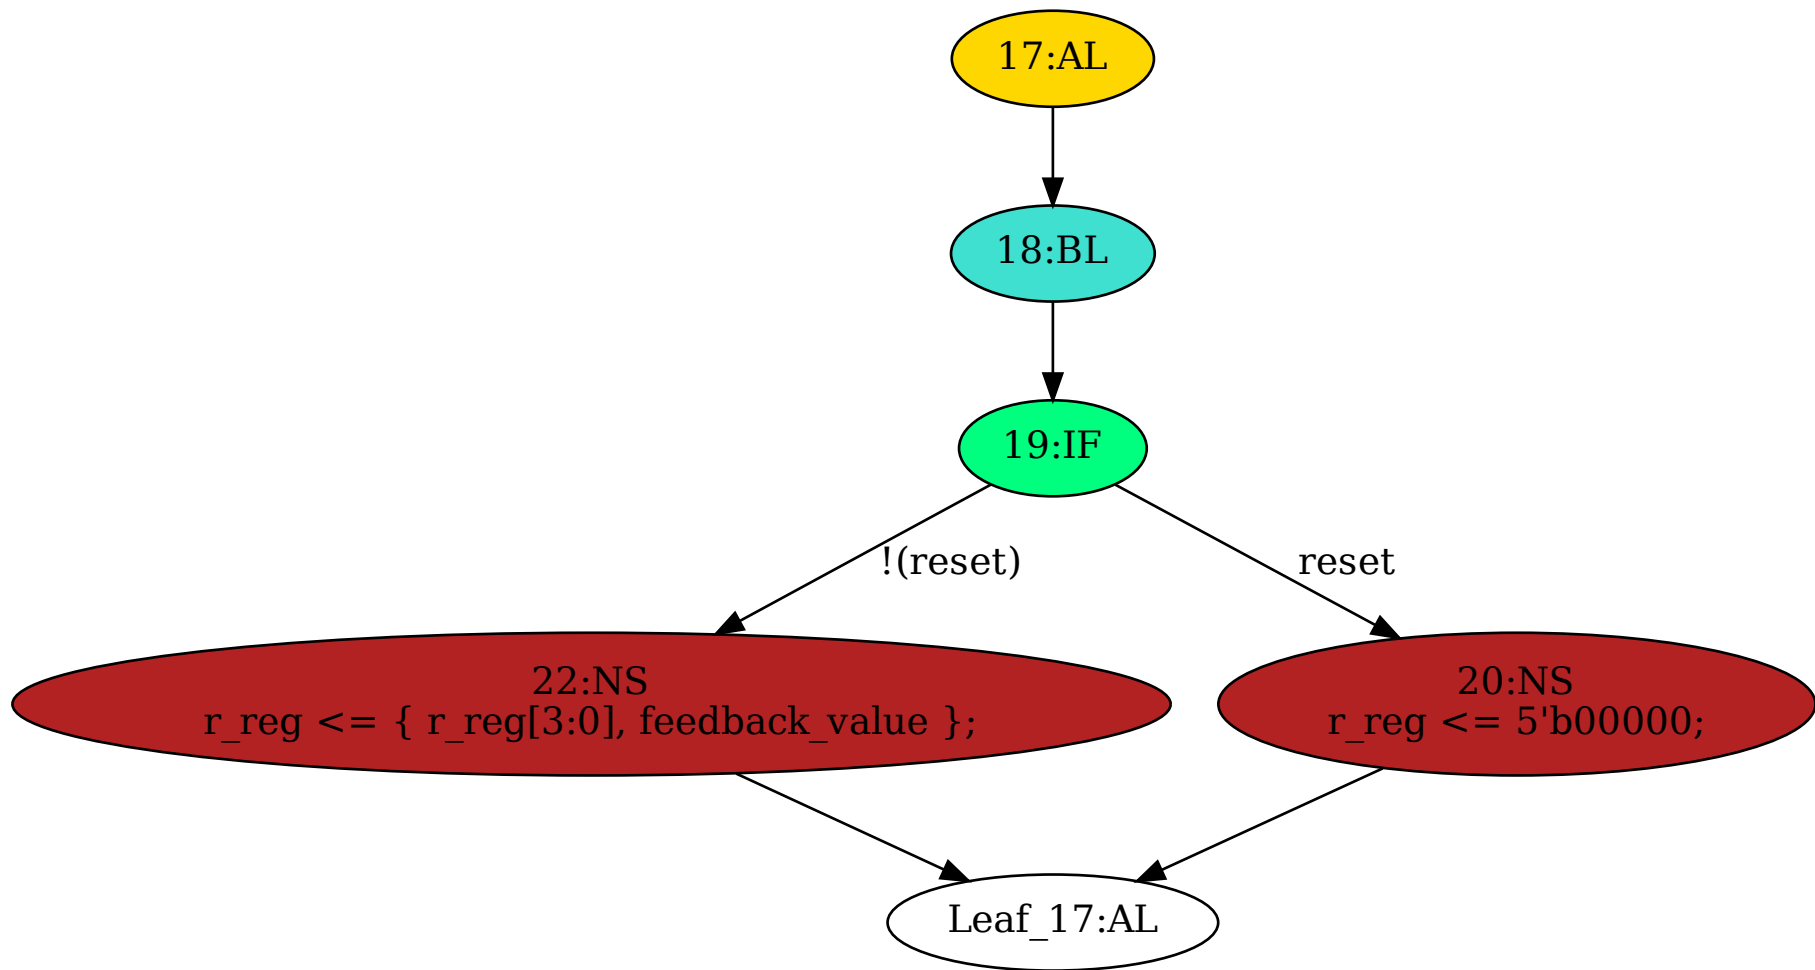 17:AL
18:BL
19:IF
!(reset)
reset
22:NS
r_reg <= { r_reg[3:0], feedback_value };
20:NS
r_reg <= 5'b00000;
Leaf_17:AL